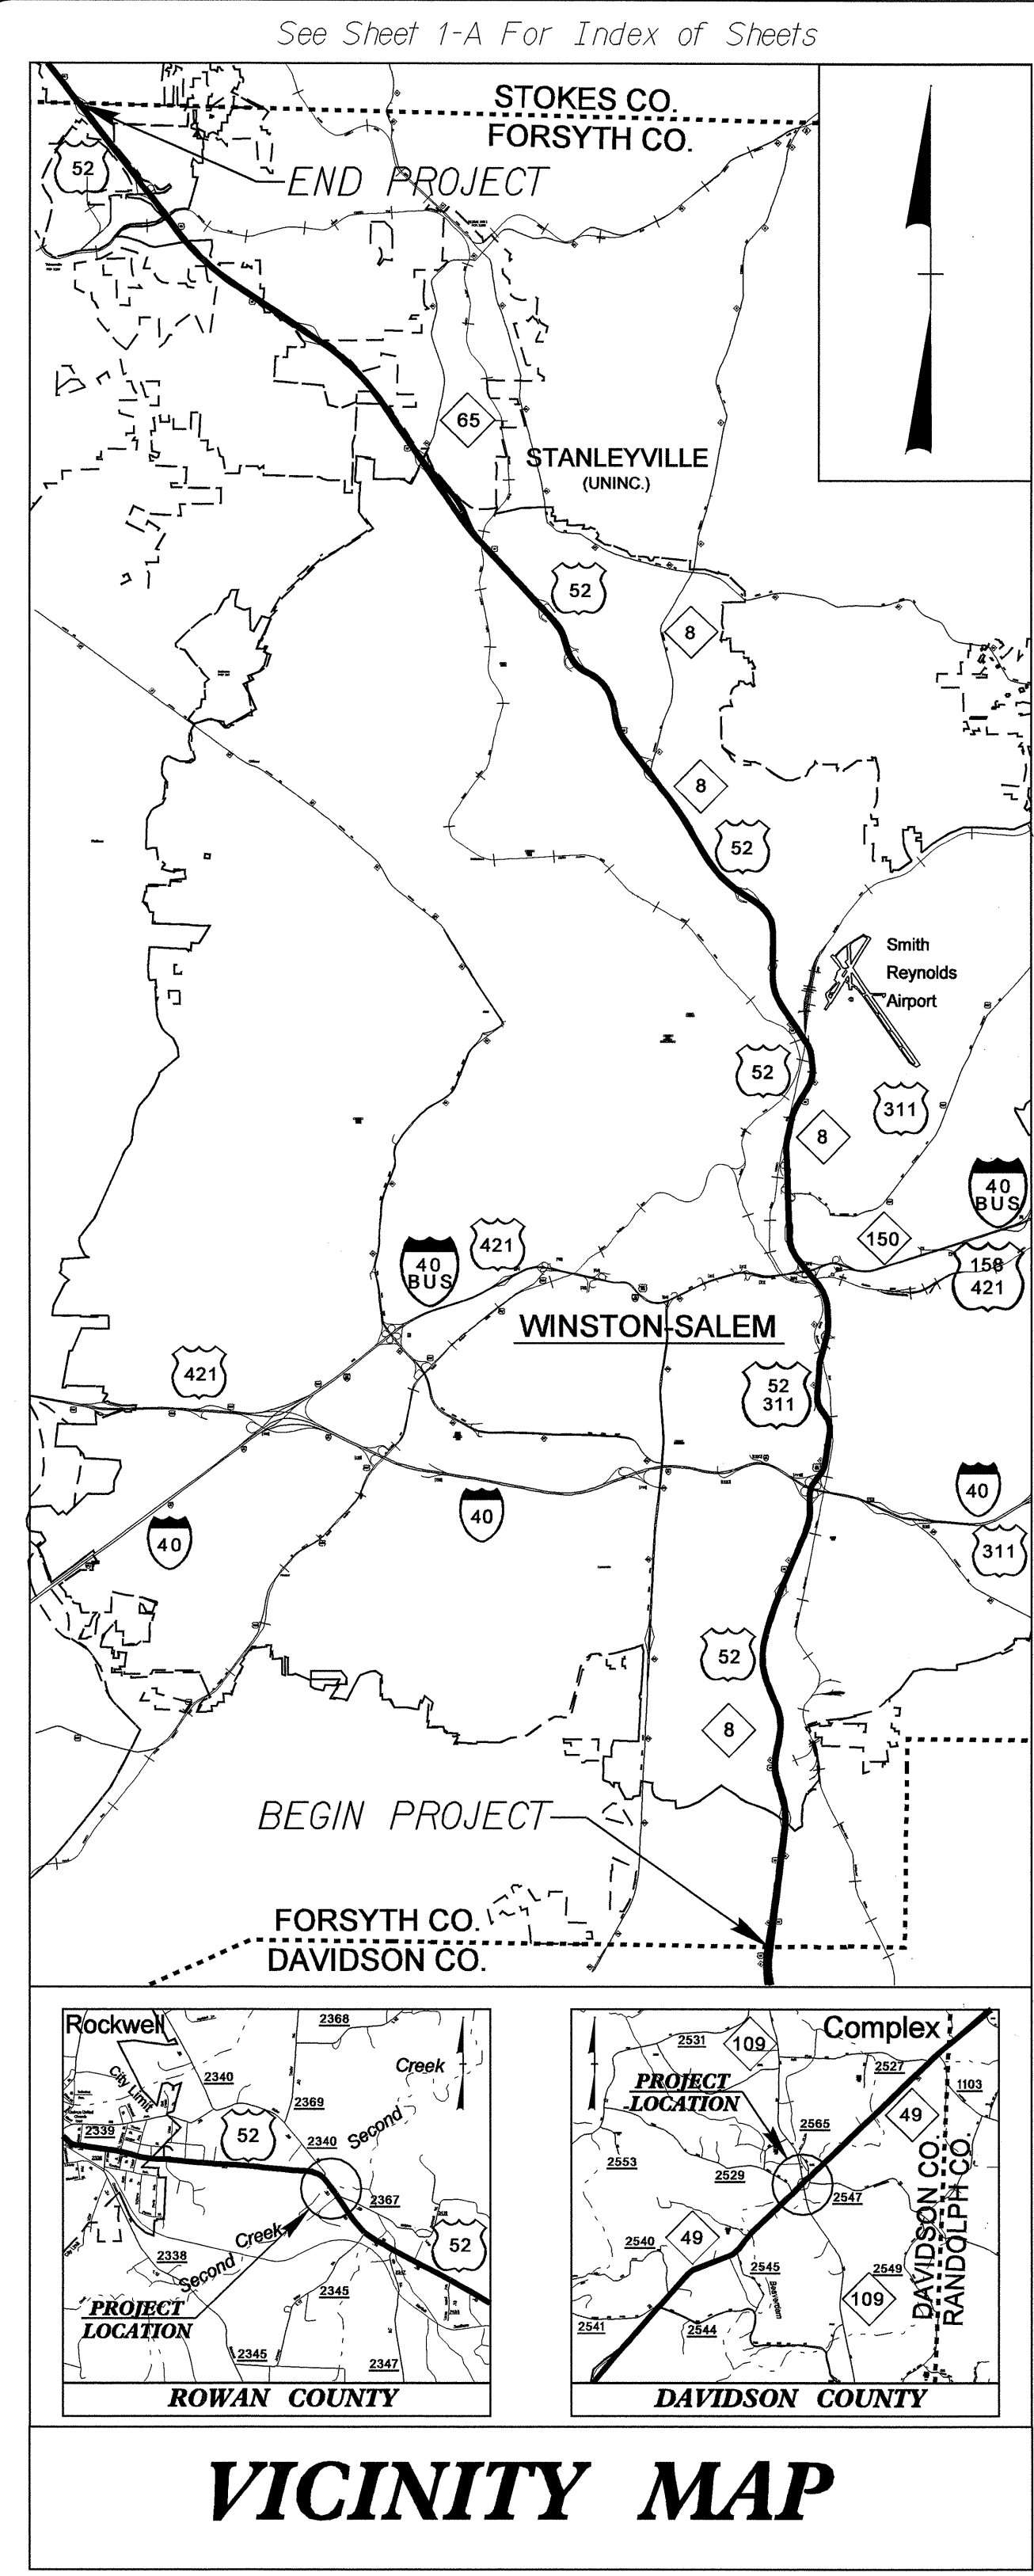 See Sheet 1-A For Index of Sheets
STOKES CO.
FORSYTH CO.
52
END PROJECT
65
STANLEYVILLE
(UNINC.)
52
8
8
52
Smith
Reynolds
Airport
52
311
8
40
BUS
150
421
40
BUS
158
421
WINSTON-SALEM
421
52
311
40
40
40
311
52
8
BEGIN PROJECT
FORSYTH CO.
DAVIDSON CO.
Rockwell
City Limit
2368
Creek
2340
2369
Second
2339
52
2340
2367
Creek
Second
52
2338
2345
PROJECT
LOCATION
2345
2347
ROWAN COUNTY
Complex
2531
109
2527
PROJECT
LOCATION
1103
49
2565
2553
2529
2547
DAVIDSON CO.
RANDOLPH CO.
49
2540
2545
2549
Beaverdam
109
2541
2544
DAVIDSON COUNTY
VICINITY MAP